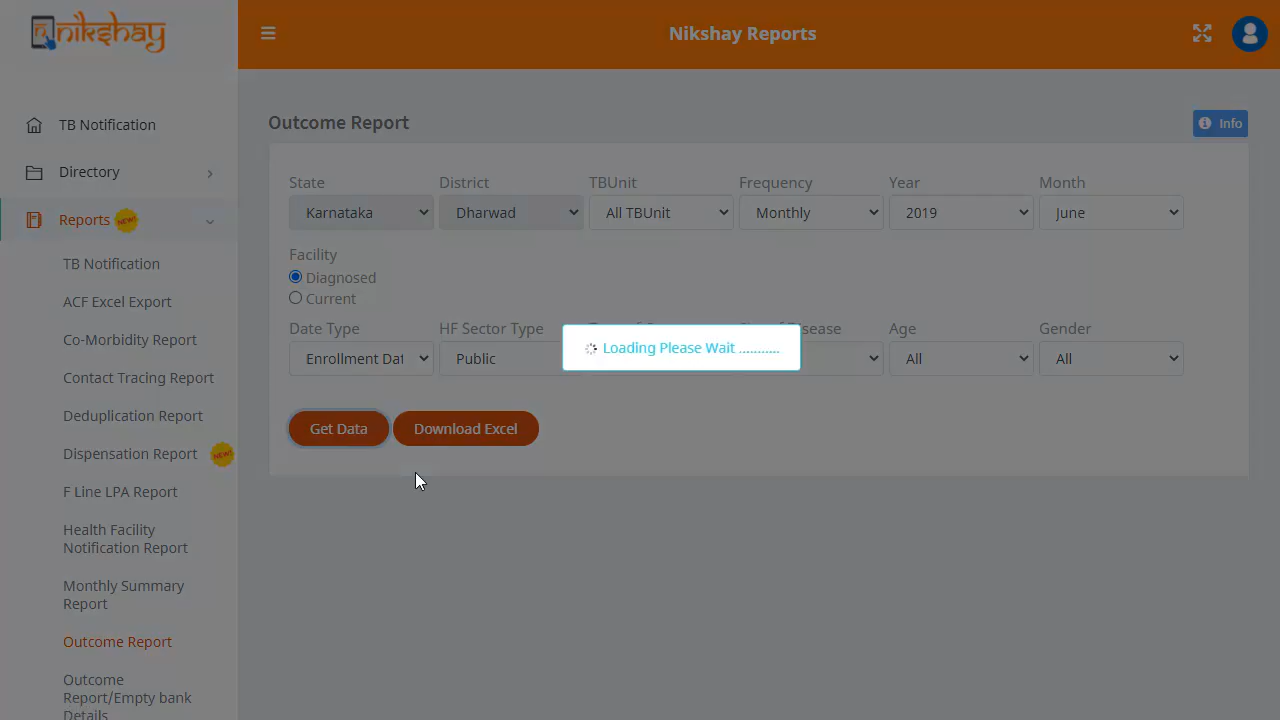 nikshay
Nikshay Reports
TB Notification
Directory
Reports NEW!
TB Notification
ACF Excel Export
Co-Morbidity Report
Contact Tracing Report
Deduplication Report
Dispensation Report NEW!
F Line LPA Report
Health Facility
Notification Report
Monthly Summary
Report
Outcome Report
Outcome
Report/Empty bank
Details
Outcome Report
Info
State District TBUnit Frequency Year Month
Karnataka Dharwad All TBUnit Monthly 2019 June
Facility
Diagnosed
Current
Date Type HF Sector Type Age Gender
Enrollment Dat Public All All
Loading Please Wait ...........
Get Data Download Excel